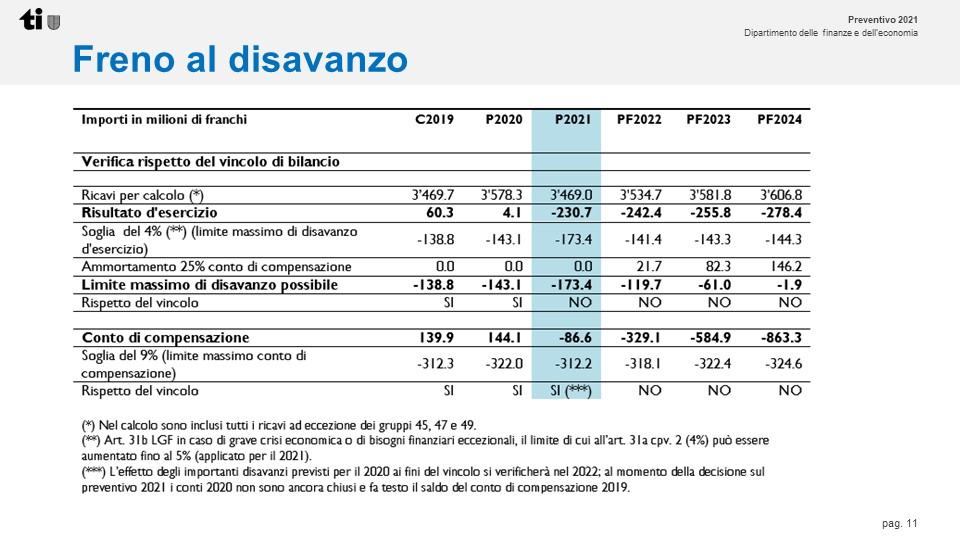 ti
Preventivo 2021
Dipartimento delle finanze e dell'economia
Freno al disavanzo
Importi in milioni di franchi C2019 P2020 P2021 PF2022 PF2023 PF2024
Verifica rispetto del vincolo di bilancio
Ricavi per calcolo (*) 3'469.7 3'578.3 3'469.0 3'534.7 3'581.8 3'606.8
Risultato d'esercizio 60.3 4.1 -230.7 -242.4 -255.8 -278.4
Soglia del 4% (**) (limite massimo di disavanzo
d'esercizio) -138.8 -143.1 -173.4 -141.4 -143.3 -144.3
Ammortamento 25% conto di compensazione 0.0 0.0 0.0 21.7 82.3 146.2
Limite massimo di disavanzo possibile -138.8 -143.1 -173.4 -119.7 -61.0 -1.9
Rispetto del vincolo SI SI NO NO NO NO
Conto di compensazione 139.9 144.1 -86.6 -329.1 -584.9 -863.3
Soglia del 9% (limite massimo conto di
compensazione) -312.3 -322.0 -312.2 -318.1 -322.4 -324.6
Rispetto del vincolo SI SI SI (***) NO NO NO
(*) Nel calcolo sono inclusi tutti i ricavi ad eccezione dei gruppi 45, 47 e 49.
(**) Art. 31b LGF in caso di grave crisi economica o di bisogni finanziari eccezionali, il limite di cui all'art. 31a cpv. 2 (4%) può essere
aumentato fino al 5% (applicato per il 2021).
(***) L'effetto degli importanti disavanzi previsti per il 2020 ai fini del vincolo si verificherà nel 2022; al momento della decisione sul
preventivo 2021 i conti 2020 non sono ancora chiusi e fa testo il saldo del conto di compensazione 2019.
pag. 11